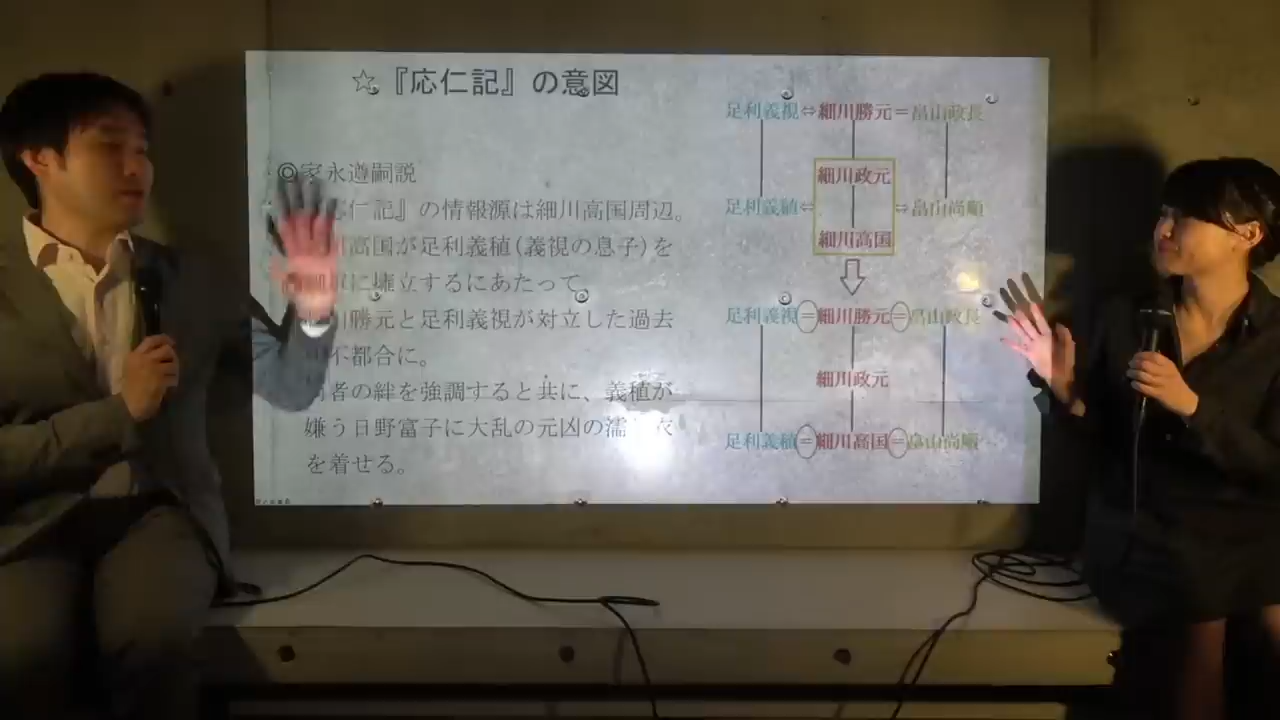 ☆『応仁記』の意図
◎家永遵嗣説
応仁記』の情報源は細川高国周辺。
高国が足利義稙(義視の息子)を
に擁立するにあたって、
川勝元と足利義視が対立した過去
不都合に。
者の絆を強調すると共に、義稙が
嫌う日野富子に大乱の元凶の濡
を着せる。
足利義視⇔細川勝元=畠山政長
細川政元
足利義稙⇔ ⇔畠山尚順
細川高国
足利義視=細川勝元=畠山政長
細川政元
足利義稙=細川高国=畠山尚順